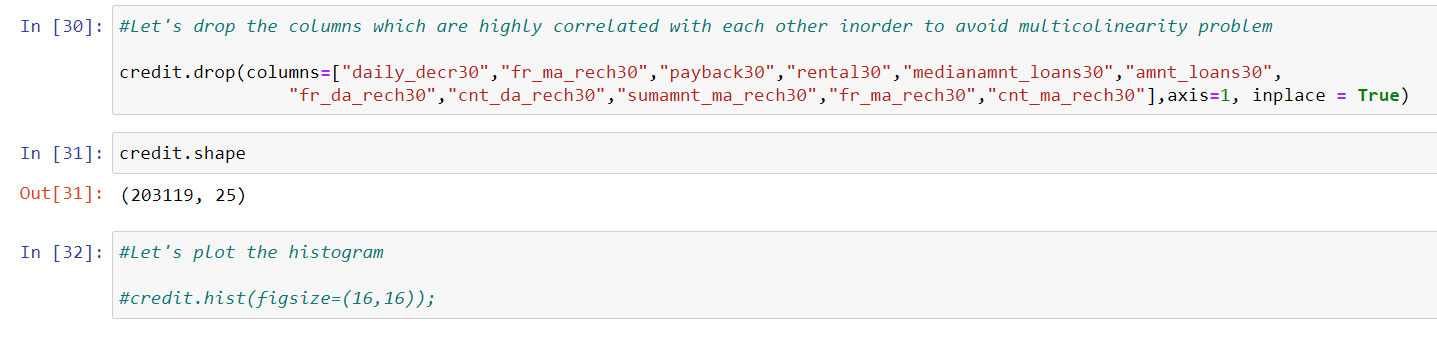 In [30]: #Let's drop the columns which are highly correlated with each other inorder to avoid multicolinearity problem
credit.drop(columns=["daily_decr30","fr_ma_rech30","payback30","rental30","medianamnt_loans30","amnt_loans30",
"fr_da_rech30","cnt_da_rech30","sumamnt_ma_rech30","fr_ma_rech30","cnt_ma_rech30"],axis=1, inplace = True)
In [31]: credit.shape
Out[31]: (203119, 25)
In [32]: #Let's plot the histogram
#credit.hist(figsize=(16,16));